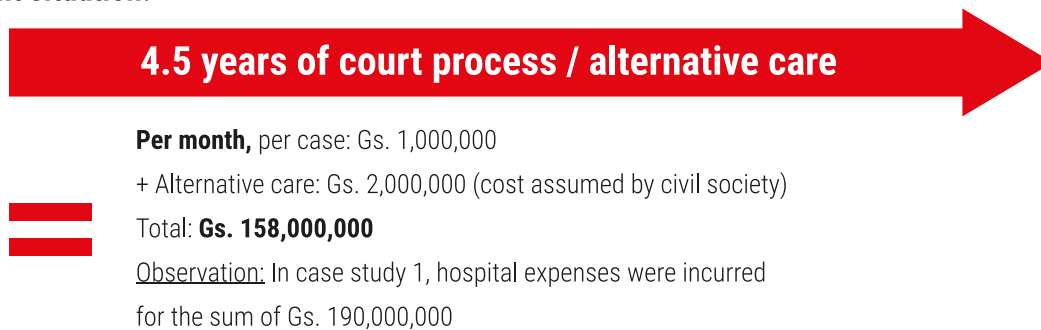 4.5 years of court process / alternative care
Per month, per case: Gs. 1,000,000
+ Alternative care: Gs. 2,000,000 (cost assumed by civil society)
Total: Gs. 158,000,000
Observation: In case study 1, hospital expenses were incurred
for the sum of Gs. 190,000,000